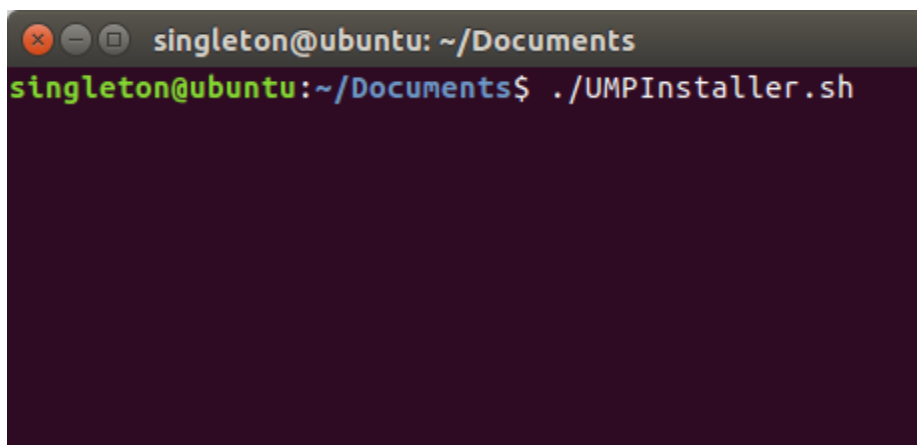 singleton@ubuntu: ~/Documents
singleton@ubuntu:~/Documents$ ./UMPInstaller.sh